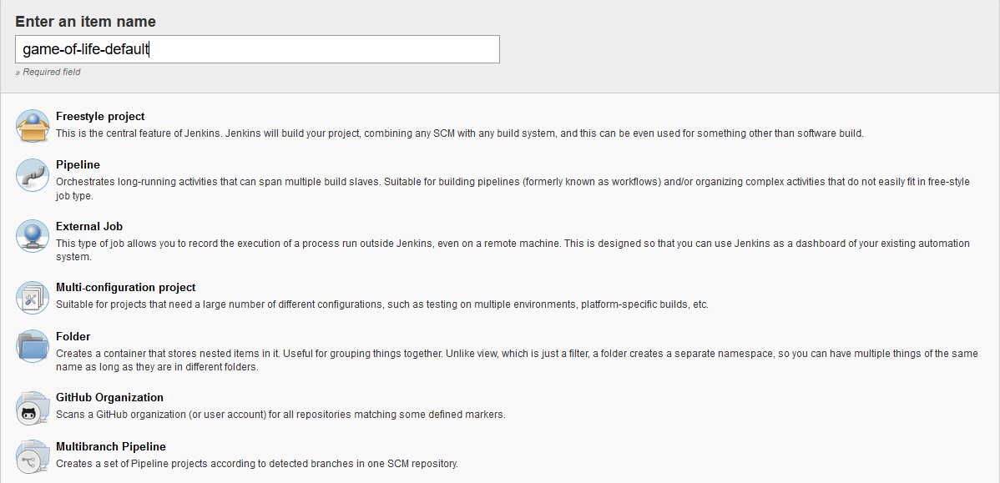 Enter an item name
game-of-life-default
» Required field
Freestyle project
This is the central feature of Jenkins. Jenkins will build your project, combining any SCM with any build system, and this can be even used for something other than software build.
Pipeline
Orchestrates long-running activities that can span multiple build slaves. Suitable for building pipelines (formerly known as workflows) and/or organizing complex activities that do not easily fit in free-style
job type.
External Job
This type of job allows you to record the execution of a process run outside Jenkins, even on a remote machine. This is designed so that you can use Jenkins as a dashboard of your existing automation
system.
Multi-configuration project
Suitable for projects that need a large number of different configurations, such as testing on multiple environments, platform-specific builds, etc.
Folder
Creates a container that stores nested items in it. Useful for grouping things together. Unlike view, which is just a filter, a folder creates a separate namespace, so you can have multiple things of the same
name as long as they are in different folders.
GitHub Organization
Scans a GitHub organization (or user account) for all repositories matching some defined markers.
Multibranch Pipeline
Creates a set of Pipeline projects according to detected branches in one SCM repository.